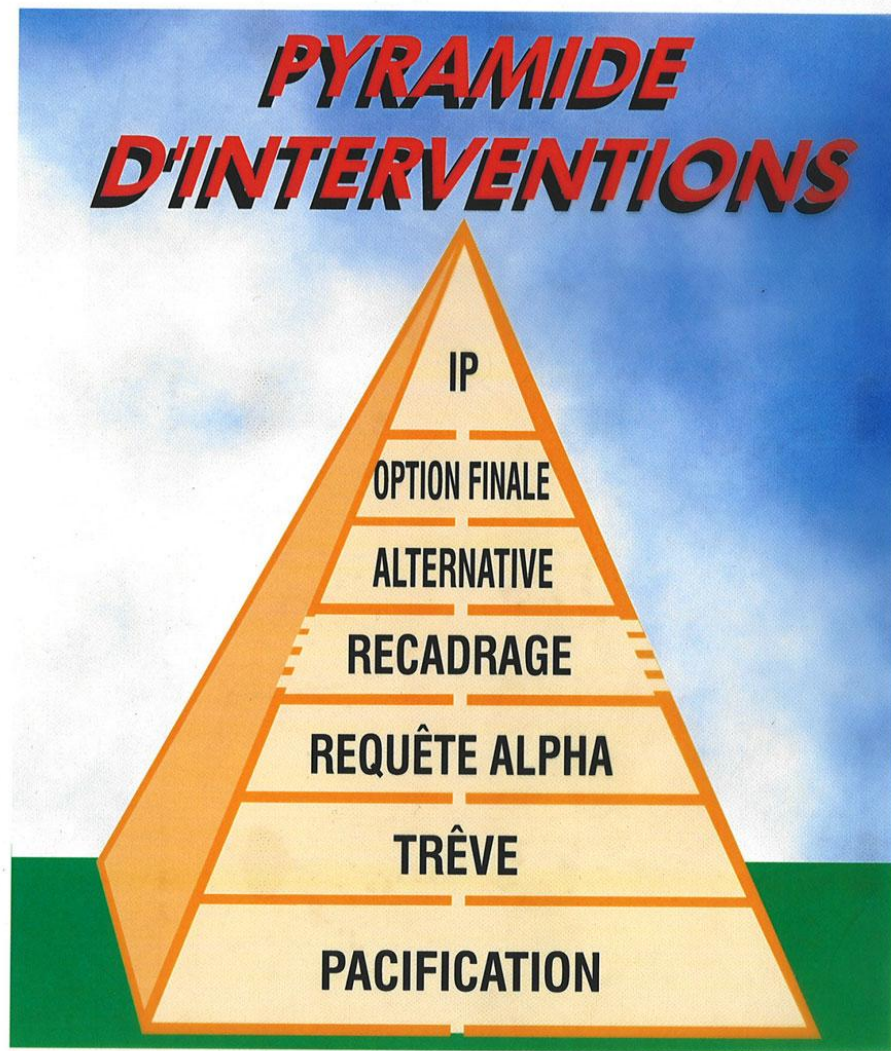 PYRAMIDE
D'INTERVENTIONS
IP
OPTION FINALE
ALTERNATIVE
RECADRAGE
REQUÊTE ALPHA
TRÊVE
PACIFICATION